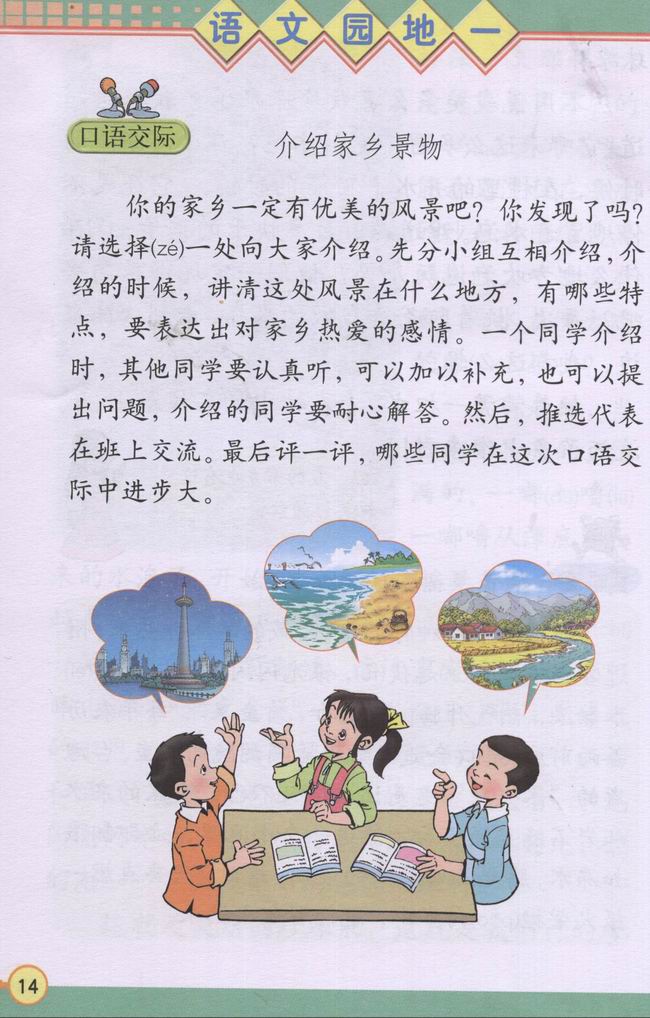 语文园地一
口语交际
介绍家乡景物
你的家乡一定有优美的风景吧？你发现了吗？
请选择(zé)一处向大家介绍。先分小组互相介绍，介
绍的时候，讲清这处风景在什么地方，有哪些特
点，要表达出对家乡热爱的感情。一个同学介绍
时，其他同学要认真听，可以加以补充，也可以提
出问题，介绍的同学要耐心解答。然后，推选代表
在班上交流。最后评一评，哪些同学在这次口语交
际中进步大。
14